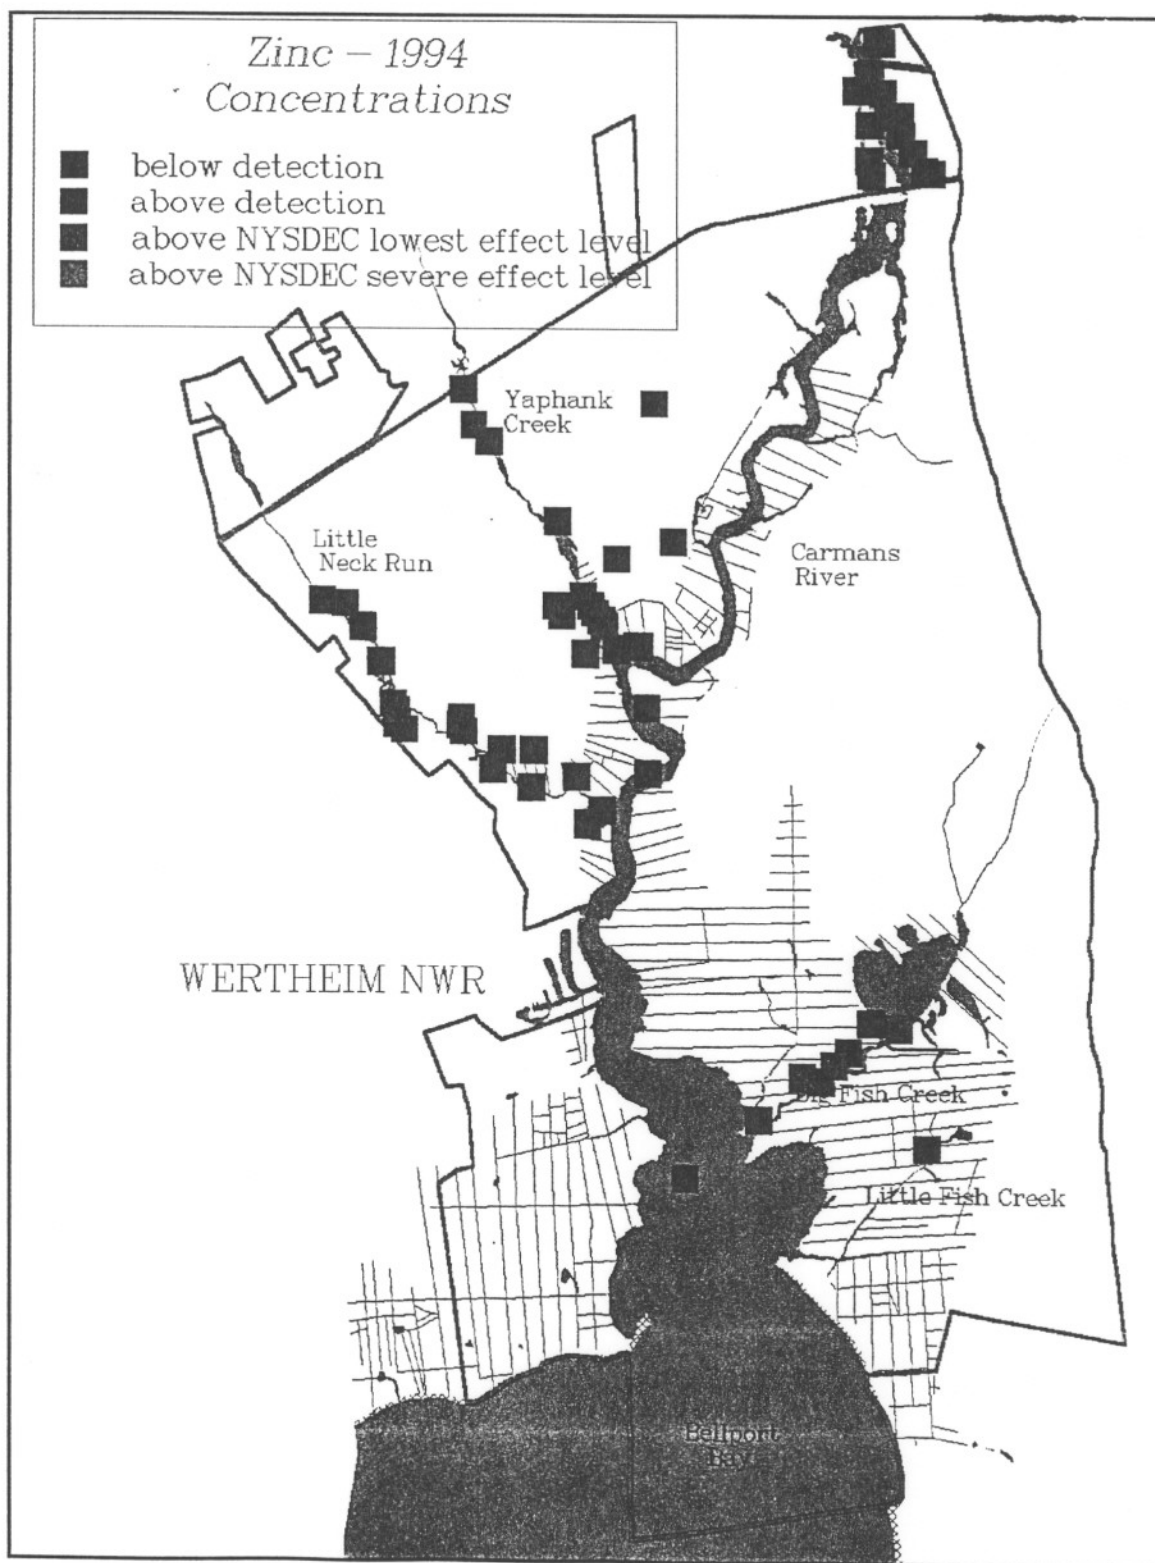 Zinc – 1994
Concentrations
below detection
above detection
above NYSDEC lowest effect level
above NYSDEC severe effect level
Yaphank
Creek
Little
Neck Run
Carmans
River
WERTHEIM NWR
Big Fish Creek
Little Fish Creek
Bellport
Bay